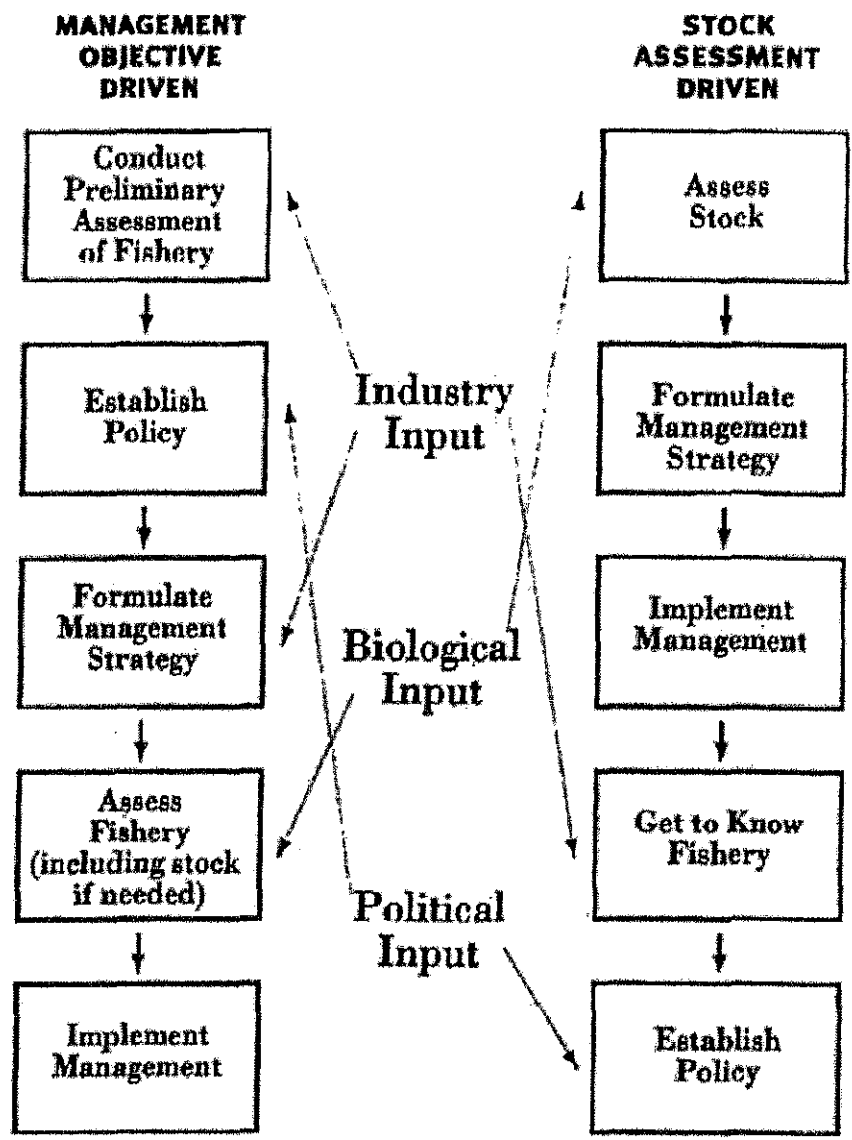 MANAGEMENT
OBJECTIVE
DRIVEN
Conduct
Preliminary
Assessment
of Fishery
Establish
Policy
Formulate
Management
Strategy
Assess
Fishery
(including stock
if needed)
Implement
Management
Industry
Input
Biological
Input
Political
Input
STOCK
ASSESSMENT
DRIVEN
Assess
Stock
Formulate
Management
Strategy
Implement
Management
Get to Know
Fishery
Establish
Policy